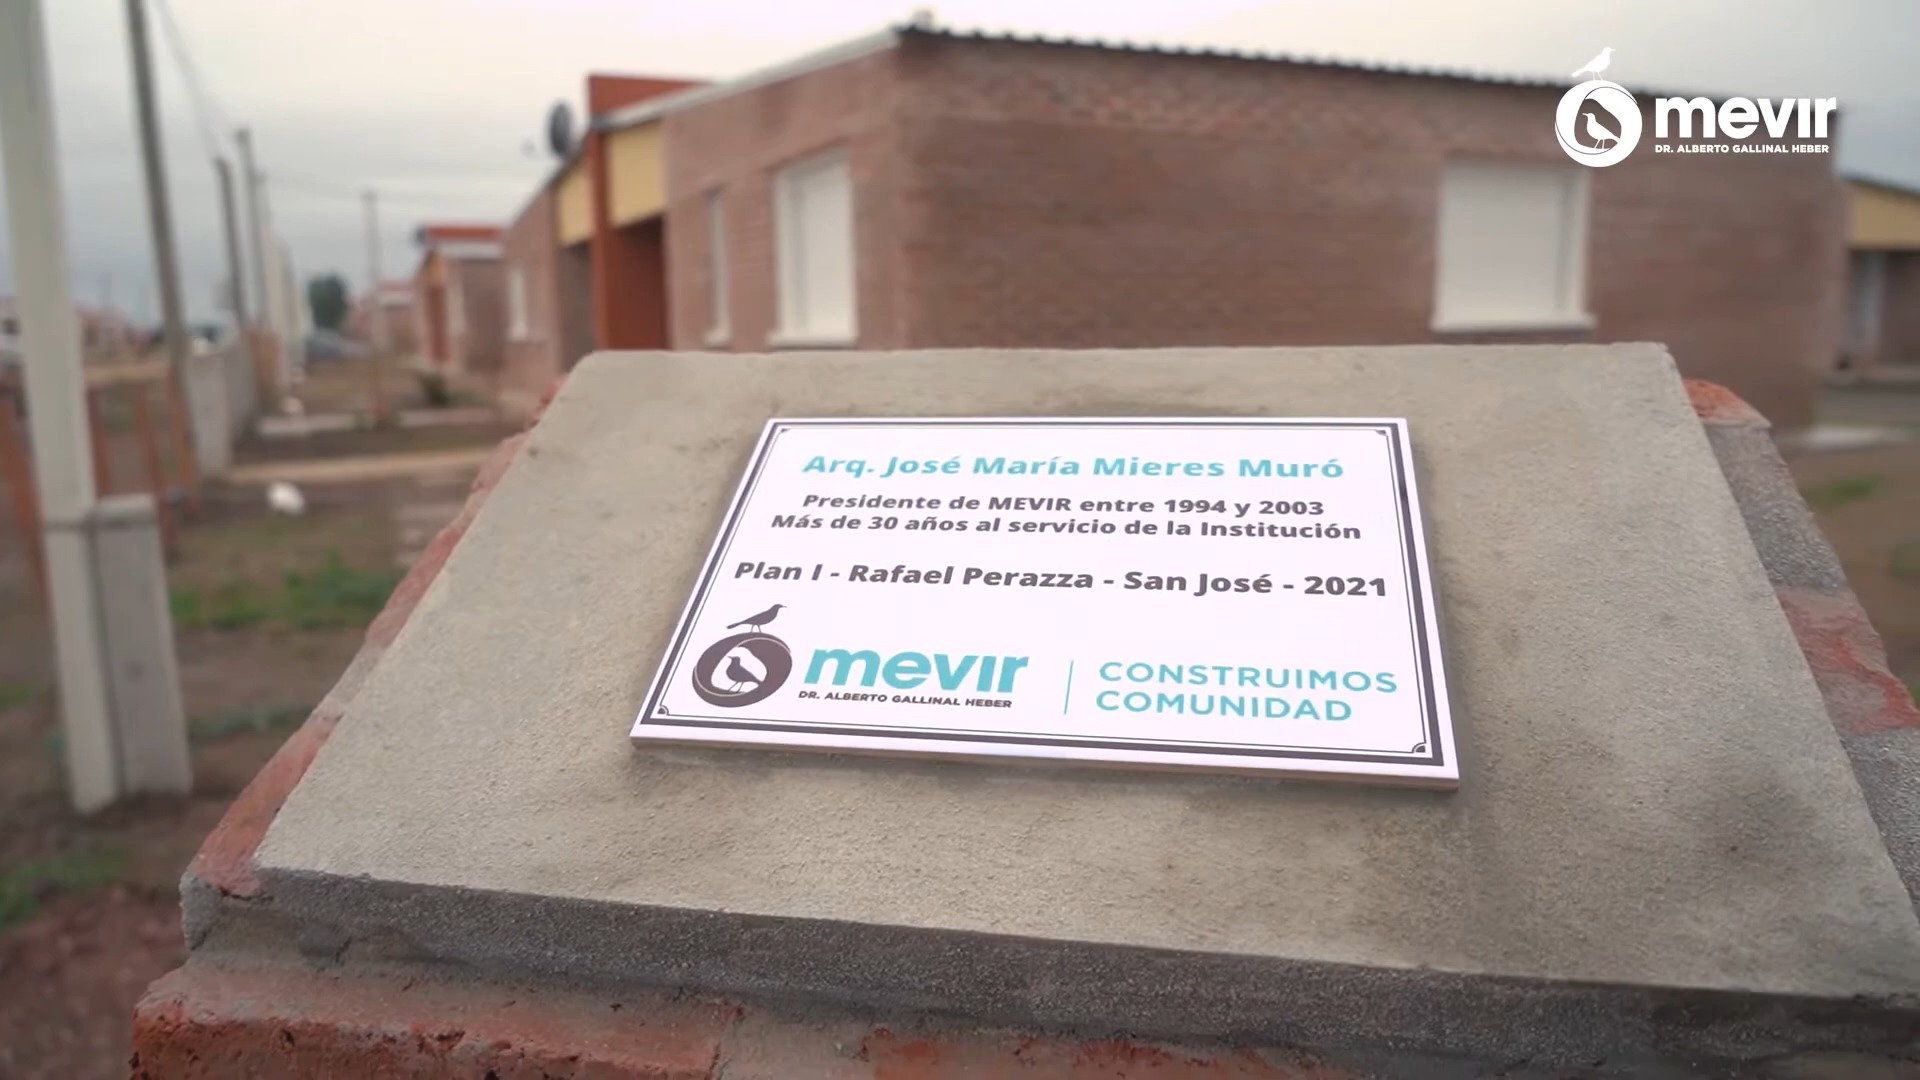 mevir
DR. ALBERTO GALLINAL HEBER
Arq. José María Mieres Muró
Presidente de MEVIR entre 1994 y 2003
Más de 30 años al servicio de la Institución
Plan I - Rafael Perazza - San José - 2021
mevir
DR. ALBERTO GALLINAL HEBER
CONSTRUIMOS
COMUNIDAD